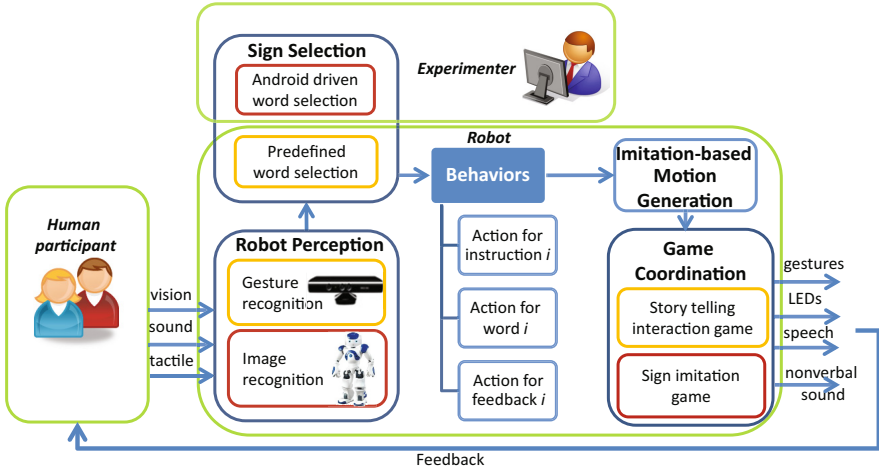 Sign Selection
Android driven
word selection
Experimenter
Predefined
word selection
Robot
Behaviors
Imitation-based
Motion
Generation
Human
participant
vision
sound
tactile
Robot Perception
Gesture
recognition
Image
recognition
Action for
instruction i
Action for
word i
Action for
feedback i
Game
Coordination
Story telling
interaction game
Sign imitation
game
gestures
LEDs
speech
nonverbal
sound
Feedback